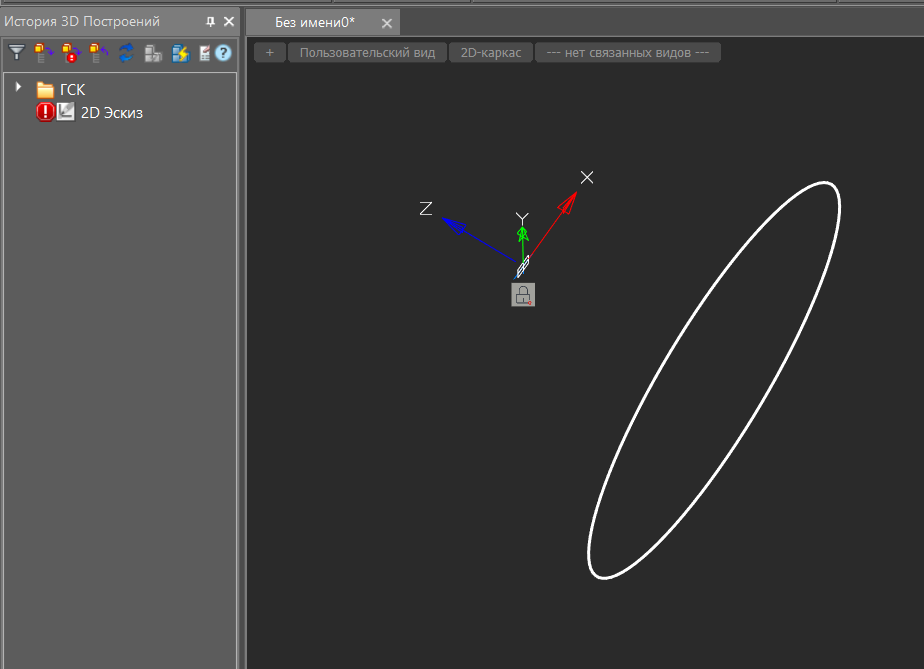 История 3D Построений
Без имени0*
+ Пользовательский вид 2D-каркас --- нет связанных видов ---
ГСК
2D Эскиз
X
Z
Y